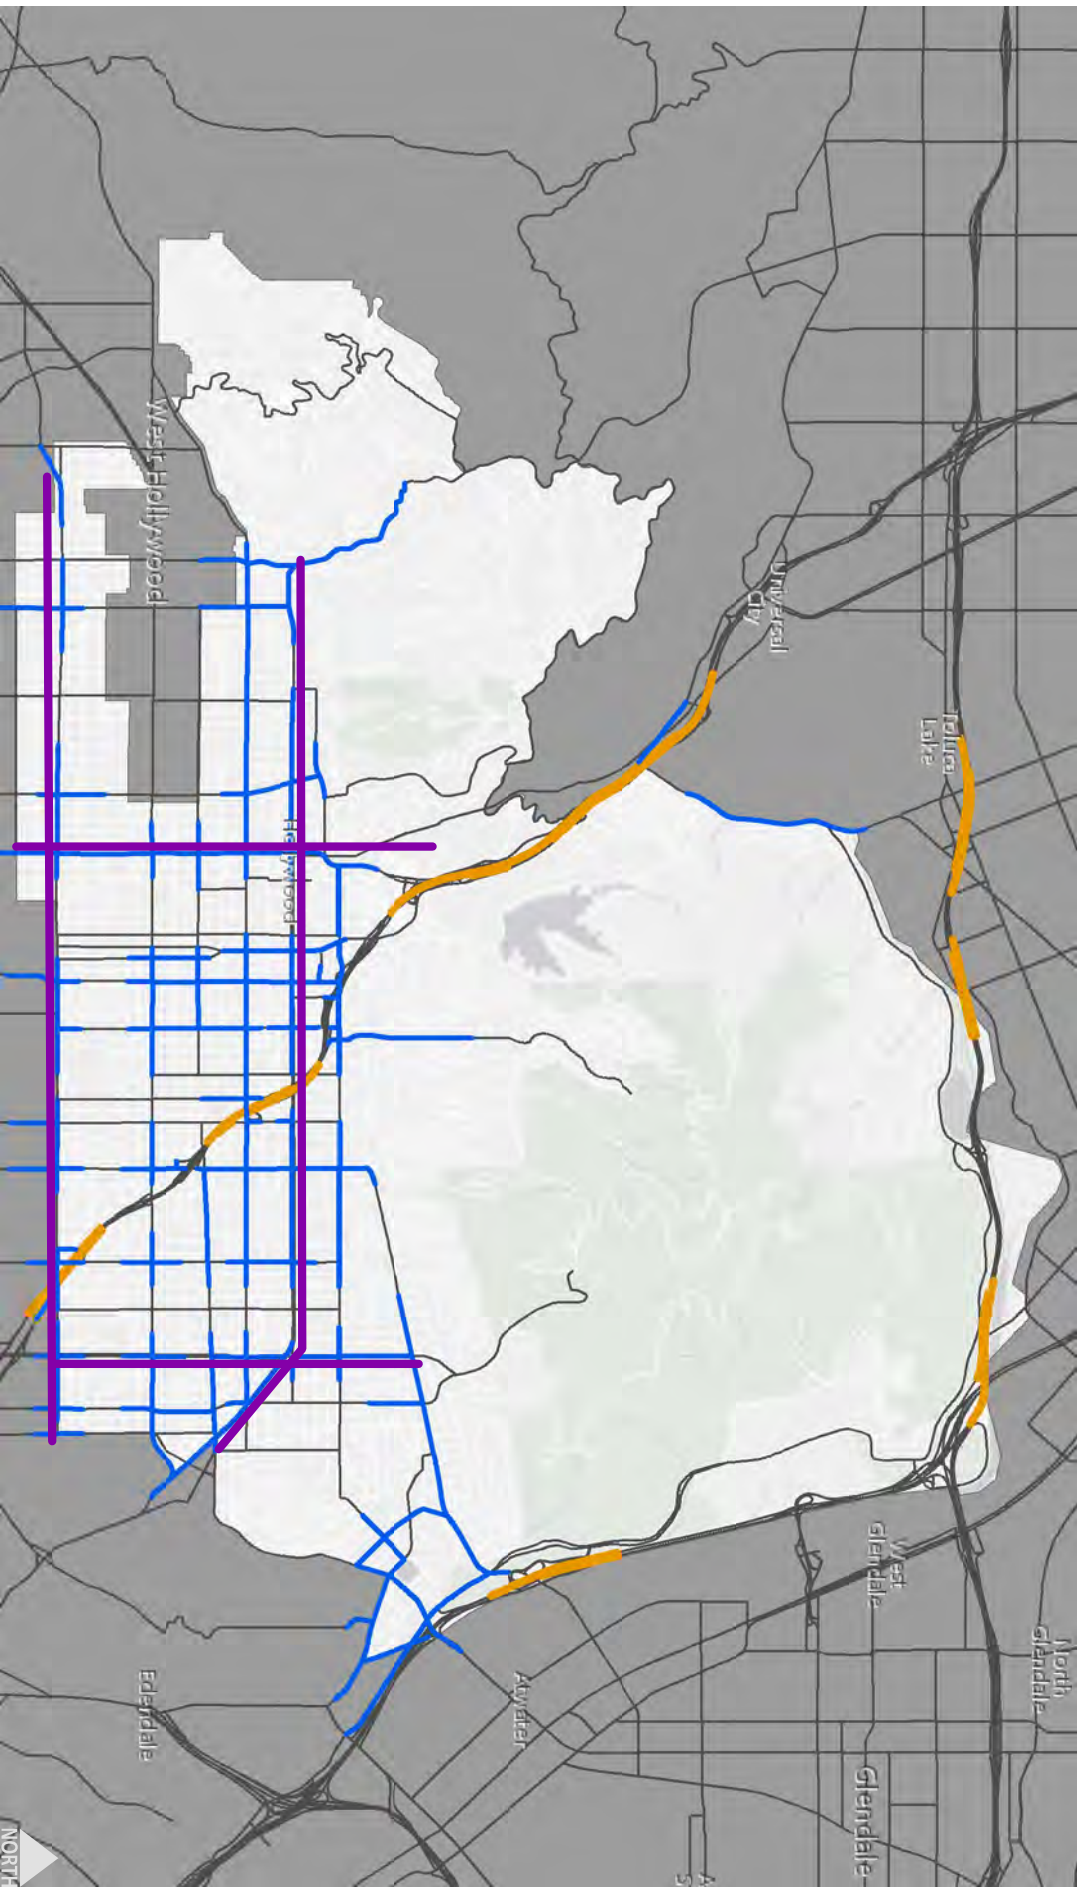 West Hollywood
Universal
City
Toluca
Lake
Hollywood
West
Glendale
North
Glendale
Edendale
Atwater
Glendale
A
S
NORTH